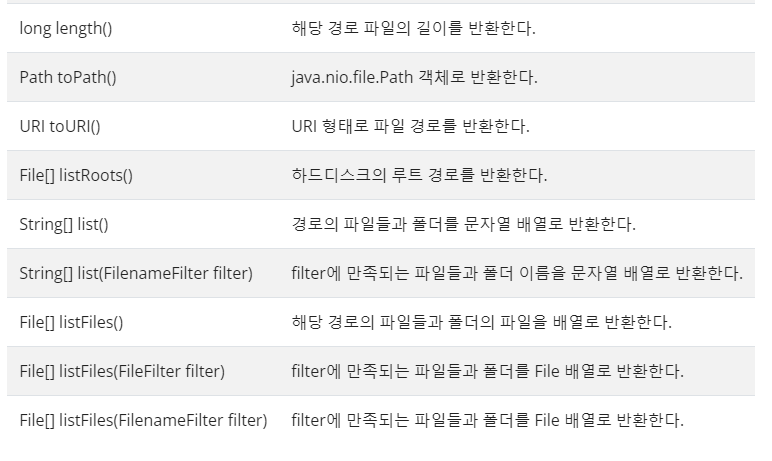 long length() 해당 경로 파일의 길이를 반환한다.
Path toPath() java.nio.file.Path 객체로 반환한다.
URI toURI() URI 형태로 파일 경로를 반환한다.
File[] listRoots() 하드디스크의 루트 경로를 반환한다.
String[] list() 경로의 파일들과 폴더를 문자열 배열로 반환한다.
String[] list(FilenameFilter filter) filter에 만족되는 파일들과 폴더 이름을 문자열 배열로 반환한다.
File[] listFiles() 해당 경로의 파일들과 폴더의 파일을 배열로 반환한다.
File[] listFiles(FileFilter filter) filter에 만족되는 파일들과 폴더를 File 배열로 반환한다.
File[] listFiles(FilenameFilter filter) filter에 만족되는 파일들과 폴더를 File 배열로 반환한다.